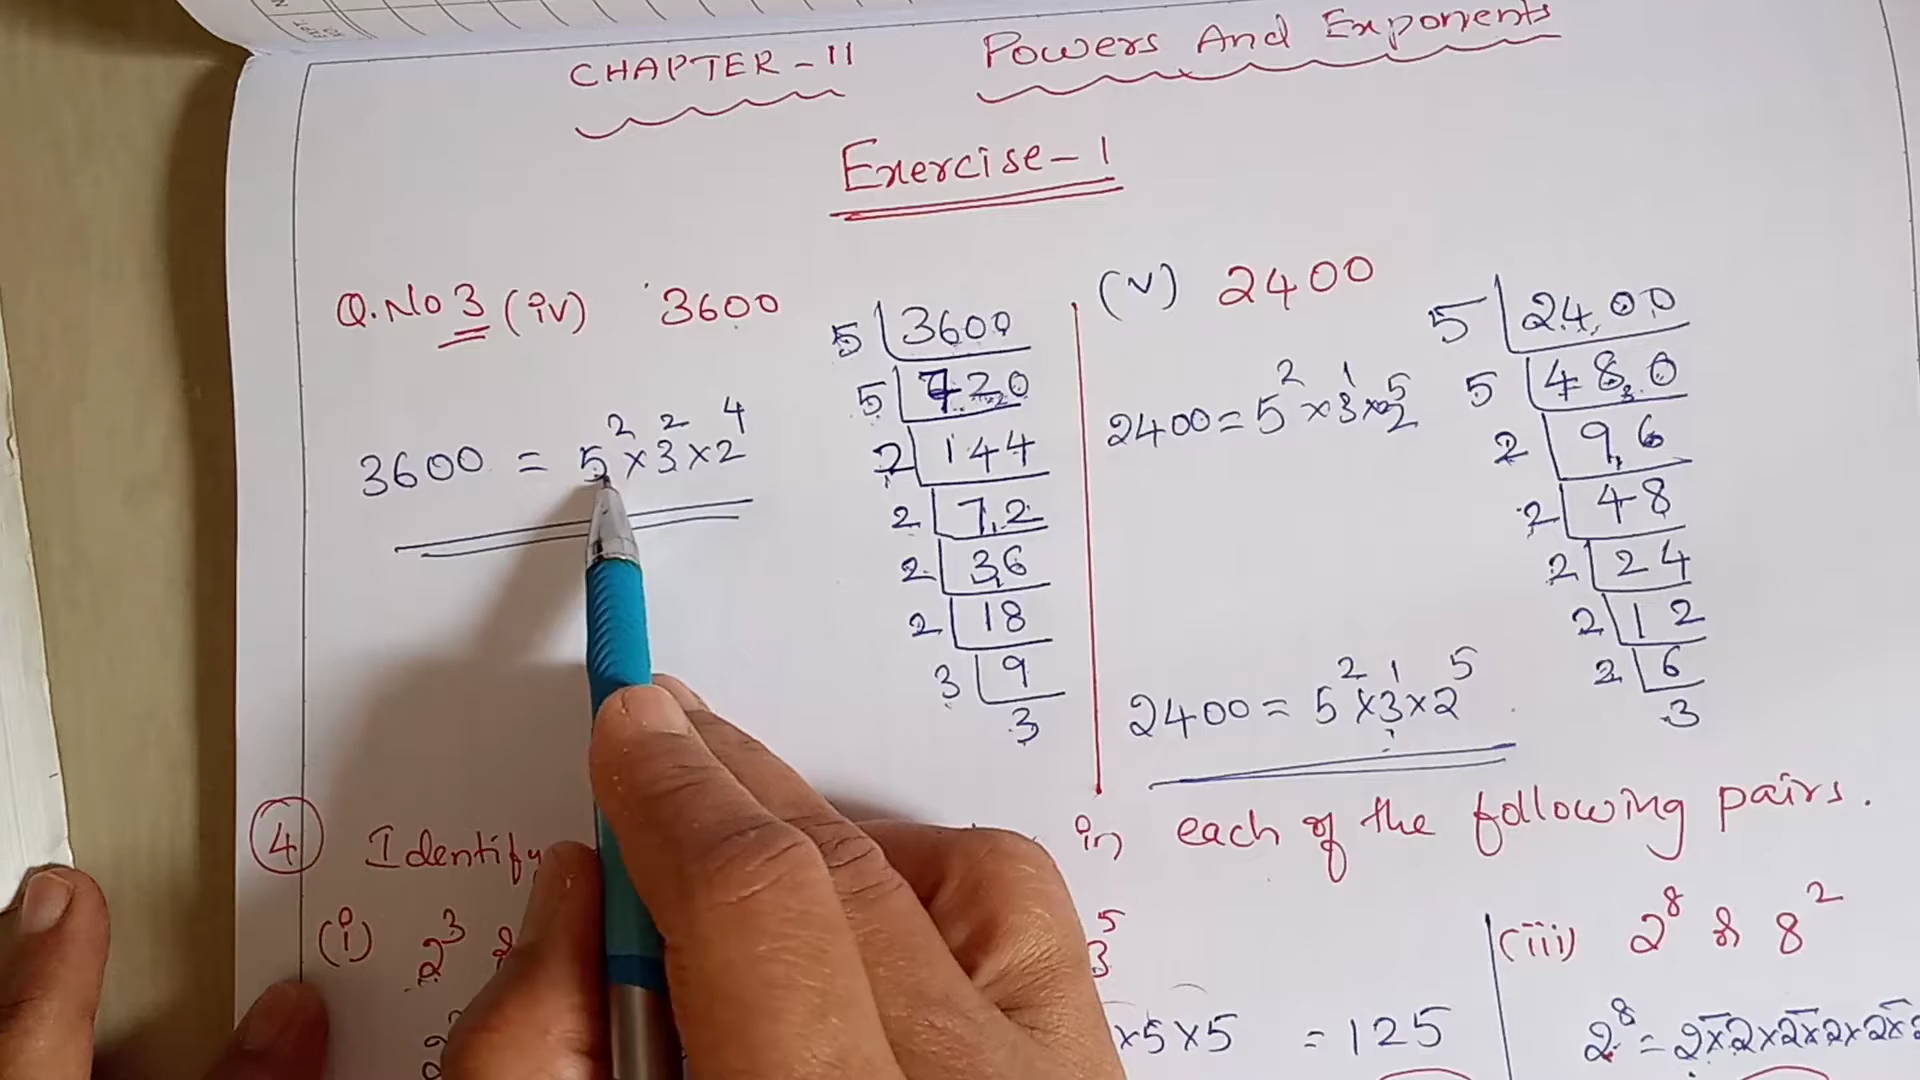 CHAPTER - 11 Powers And Exponents
Exercise - 1
Q.No 3 (iv) 3600
3600 = 5² × 3² × 2⁴
5 | 3600
5 | 720
2 | 144
2 | 72
2 | 36
2 | 18
3 | 9
3
(v) 2400
2400 = 5² × 3¹ × 2⁵
5 | 2400
5 | 480
2 | 96
2 | 48
2 | 24
2 | 12
2 | 6
3
2400 = 5² × 3¹ × 2⁵
4 Identify in each of the following pairs.
(i) 2³
(iii) 2⁸ & 8²
×5×5 = 125
2⁸ = 2×2×2×2×2×